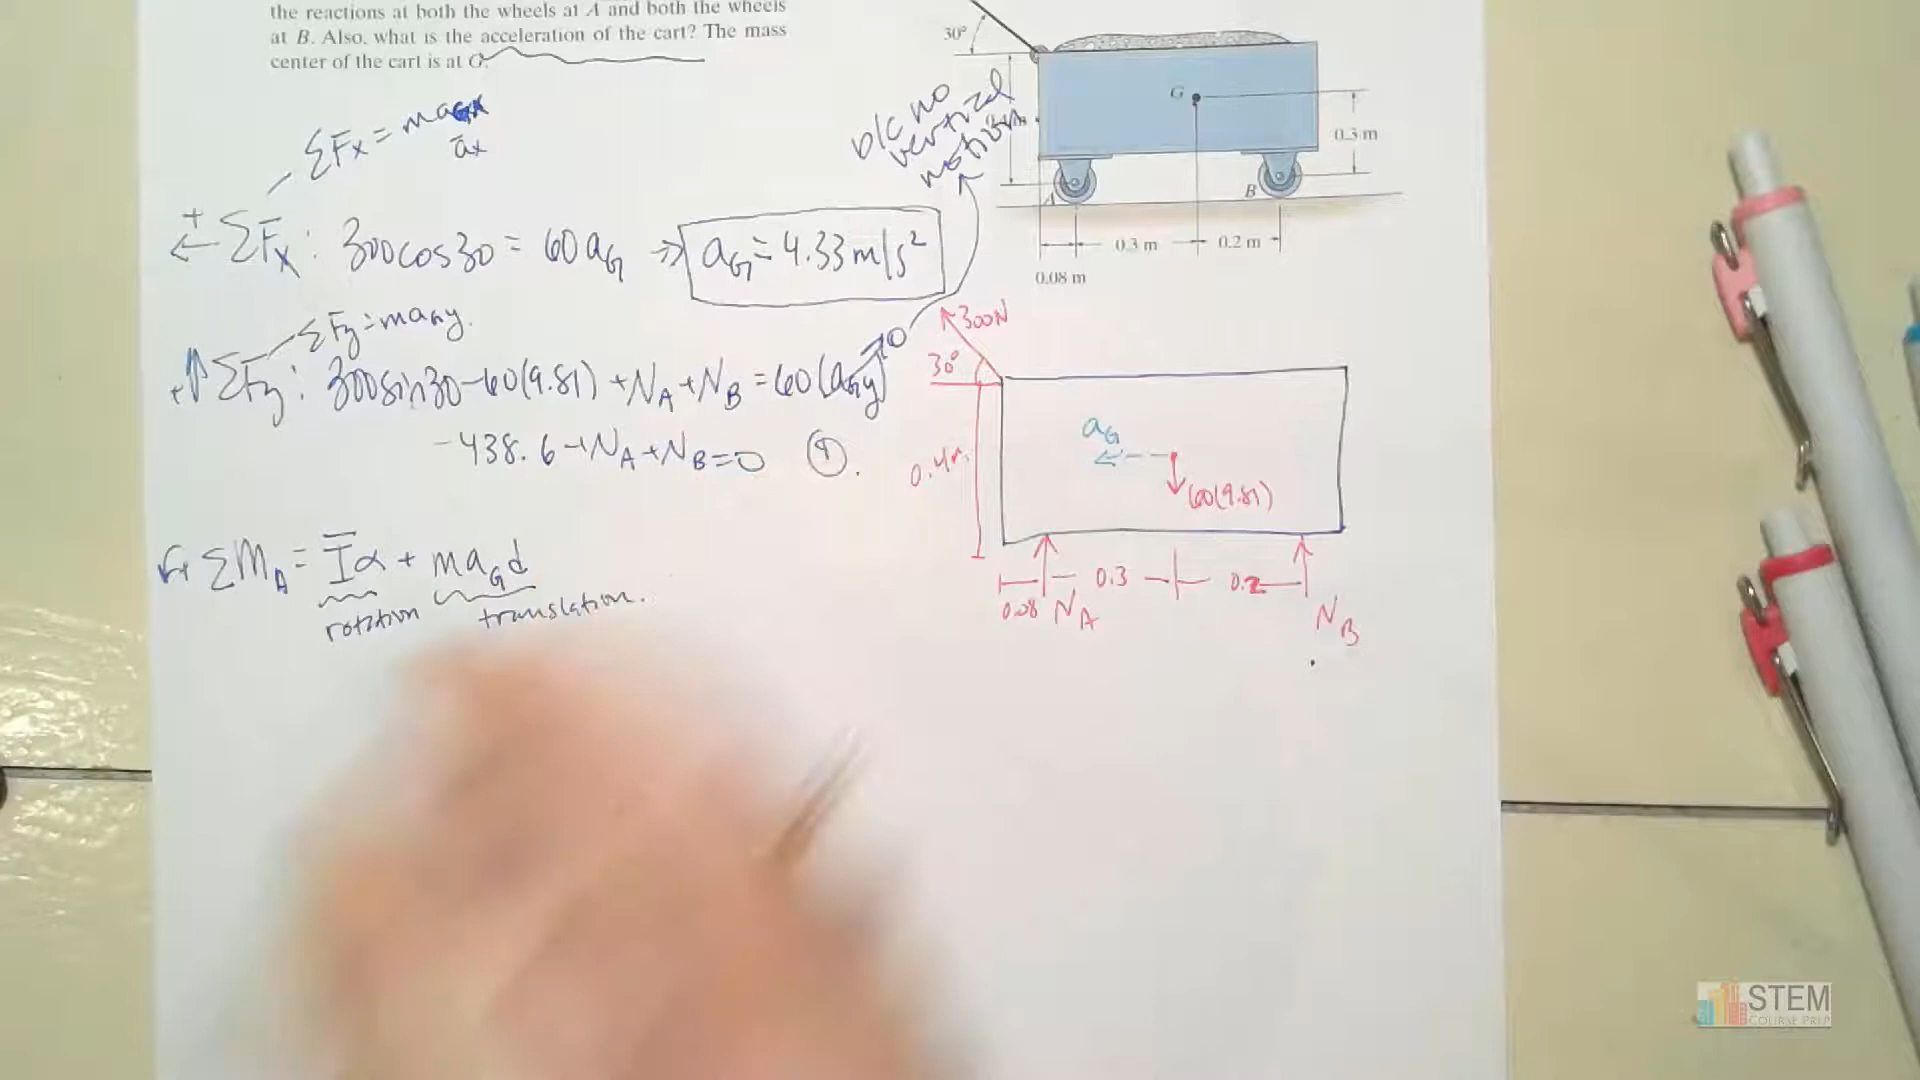 the reactions at both the wheels at A and both the wheels
at B. Also, what is the acceleration of the cart? The mass
center of the cart is at G.
30°
G
0.3 m
A
B
0.3 m
0.2 m
0.08 m
b/c no
vertical
motion
ΣFx = maGx
āx
+← ΣFx : 300cos30 = 60aG ⇒ aG = 4.33 m/s²
ΣFy = maGy.
+↑ ΣFy : 300sin30-60(9.81) + NA + NB = 60(aGy) 0
-438.6 + NA + NB = 0 ①.
ΣMA = Īα + maGd
rotation
translation.
300N
30°
aG
0.4m
60(9.81)
0.08
NA
0.3
0.2
NB
STEM
COURSE PREP